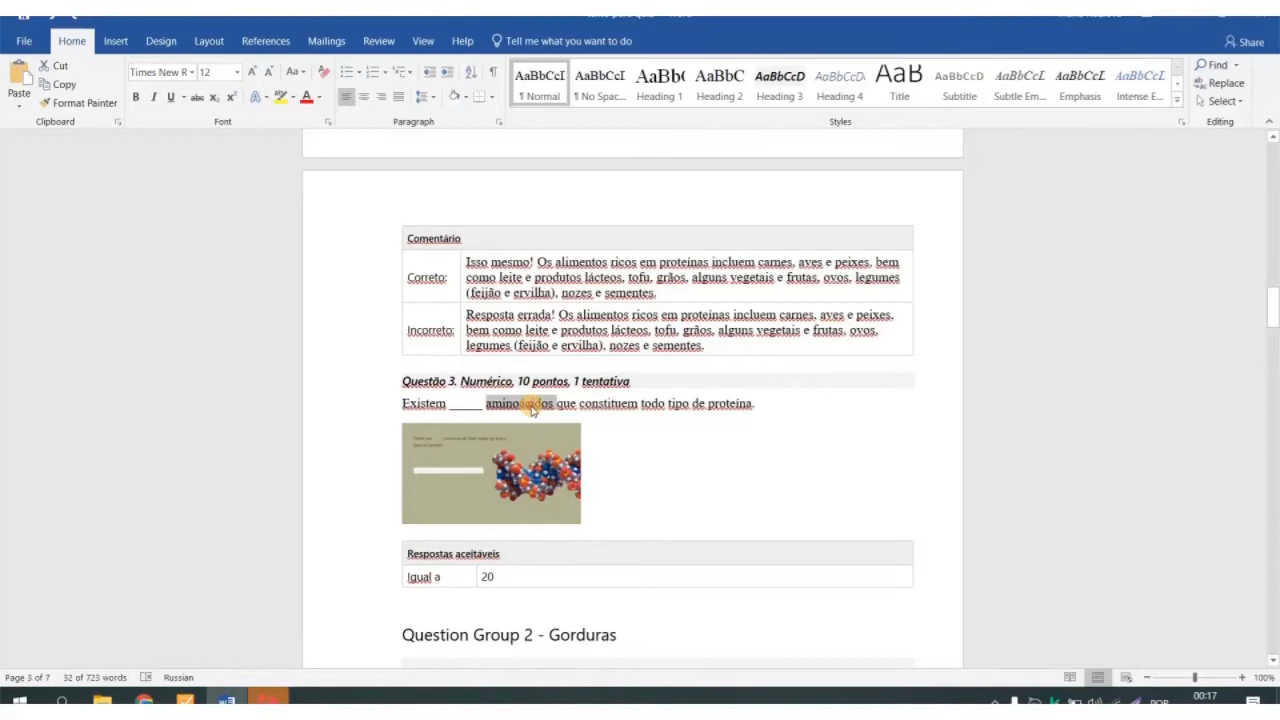 File Home Insert Design Layout References Mailings Review View Help Tell me what you want to do Share
Paste
Cut
Copy
Format Painter
Times New R 12
Aa
B I U abc X₂ X² A
AaBbCcI AaBbCcI AaBb( AaBbC AaBbCcD AaBbCcD. AaB AaBbCcD AaBbCcL AaBbCcL AaBbCcL
¶ Normal ¶ No Spac... Heading 1 Heading 2 Heading 3 Heading 4 Title Subtitle Subtle Em... Emphasis Intense E...
Find
Replace
Select
Clipboard Font Paragraph Styles Editing
Comentário
Correto:
Isso mesmo! Os alimentos ricos em proteínas incluem carnes, aves e peixes, bem
como leite e produtos lácteos, tofu, grãos, alguns vegetais e frutas, ovos, legumes
(feijão e ervilha), nozes e sementes.
Incorreto:
Resposta errada! Os alimentos ricos em proteínas incluem carnes, aves e peixes,
bem como leite e produtos lácteos, tofu, grãos, alguns vegetais e frutas, ovos,
legumes (feijão e ervilha), nozes e sementes.
Questão 3. Numérico, 10 pontos, 1 tentativa
Existem _____ aminoácidos que constituem todo tipo de proteína.
Respostas aceitáveis
Igual a 20
Question Group 2 - Gorduras
Page 3 of 7 32 of 723 words Russian 100%
00:17